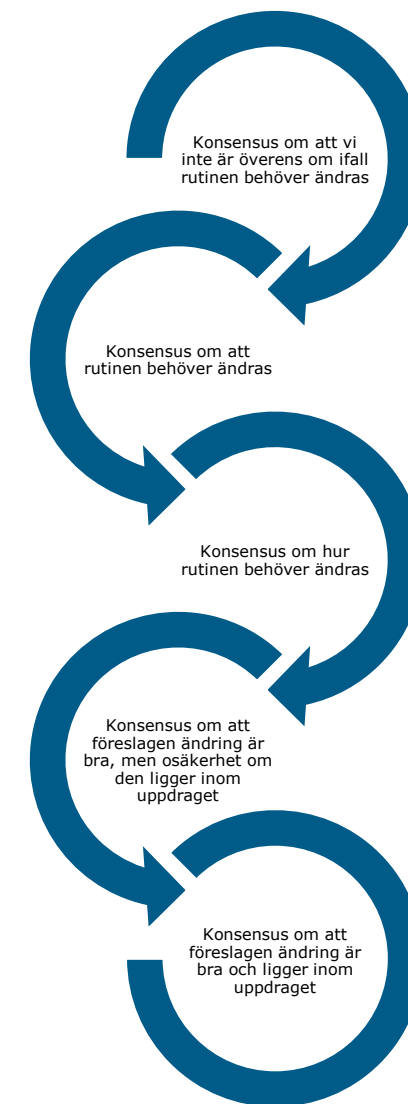 Konsensus om att vi
inte är överens om ifall
rutinen behöver ändras
Konsensus om att
rutinen behöver ändras
Konsensus om hur
rutinen behöver ändras
Konsensus om att
föreslagen ändring är
bra, men osäkerhet om
den ligger inom
uppdraget
Konsensus om att
föreslagen ändring är
bra och ligger inom
uppdraget